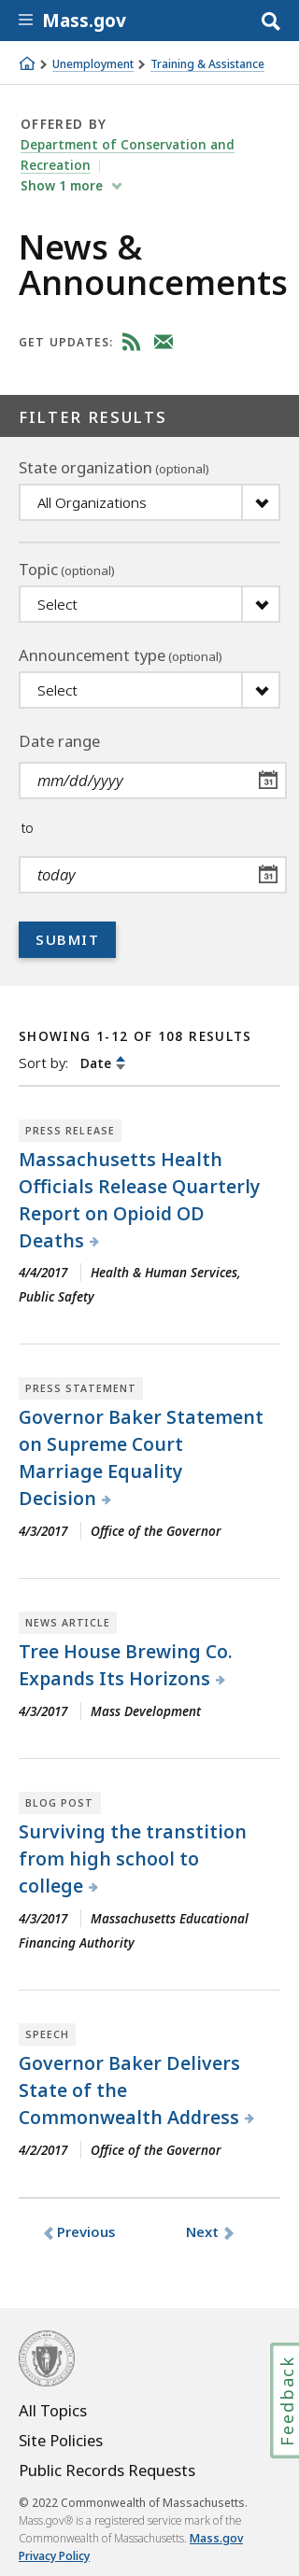 Mass.gov
Unemployment
Training & Assistance
OFFERED BY
Department of Conservation and
Recreation
Show 1 more
News &
Announcements
GET UPDATES:
FILTER RESULTS
State organization (optional)
All Organizations
Topic (optional)
Select
Announcement type (optional)
Select
Date range
mm/dd/yyyy
31
to
today
31
SUBMIT
SHOWING 1-12 OF 108 RESULTS
Sort by: Date
PRESS RELEASE
Massachusetts Health
Officials Release Quarterly
Report on Opioid OD
Deaths
4/4/2017 Health & Human Services,
Public Safety
PRESS STATEMENT
Governor Baker Statement
on Supreme Court
Marriage Equality
Decision
4/3/2017 Office of the Governor
NEWS ARTICLE
Tree House Brewing Co.
Expands Its Horizons
4/3/2017 Mass Development
BLOG POST
Surviving the transtition
from high school to
college
4/3/2017 Massachusetts Educational
Financing Authority
SPEECH
Governor Baker Delivers
State of the
Commonwealth Address
4/2/2017 Office of the Governor
Previous Next
Feedback
All Topics
Site Policies
Public Records Requests
© 2022 Commonwealth of Massachusetts.
Mass.gov® is a registered service mark of the
Commonwealth of Massachusetts. Mass.gov
Privacy Policy